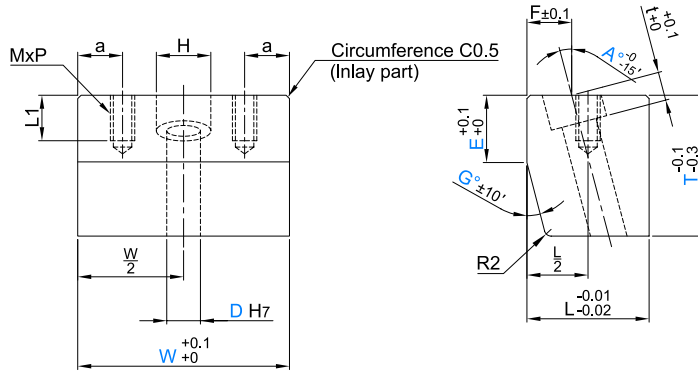 a
H
a
MxP
Circumference C0.5
(Inlay part)
L1
W
2
D H7
W +0.1
+0
F±0.1
A° -0
-15'
t +0.1
+0
E +0.1
+0
G° ±10'
T -0.1
-0.3
R2
L
2
L -0.01
-0.02